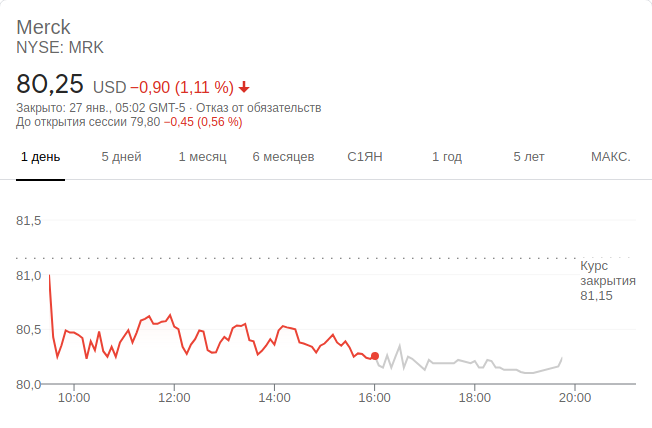 Merck
NYSE: MRK
80,25 USD −0,90 (1,11 %)
Закрыто: 27 янв., 05:02 GMT-5 · Отказ от обязательств
До открытия сессии 79,80 −0,45 (0,56 %)
1 день 5 дней 1 месяц 6 месяцев С1ЯН 1 год 5 лет МАКС.
81,5
81,0
80,5
80,0
Курс
закрытия
81,15
10:00 12:00 14:00 16:00 18:00 20:00